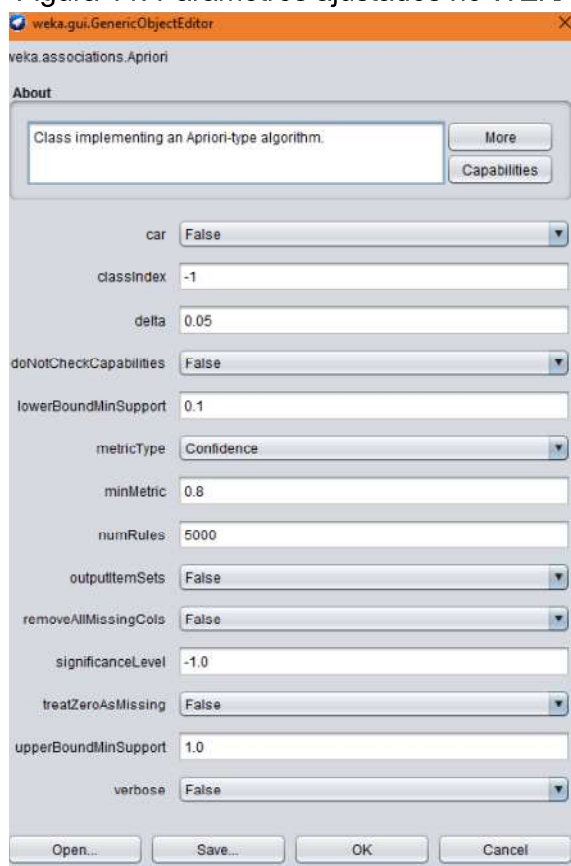 weka.gui.GenericObjectEditor
weka.associations.Apriori
About
Class implementing an Apriori-type algorithm.
More
Capabilities
car False
classIndex -1
delta 0.05
doNotCheckCapabilities False
lowerBoundMinSupport 0.1
metricType Confidence
minMetric 0.8
numRules 5000
outputItemSets False
removeAllMissingCols False
significanceLevel -1.0
treatZeroAsMissing False
upperBoundMinSupport 1.0
verbose False
Open... Save... OK Cancel